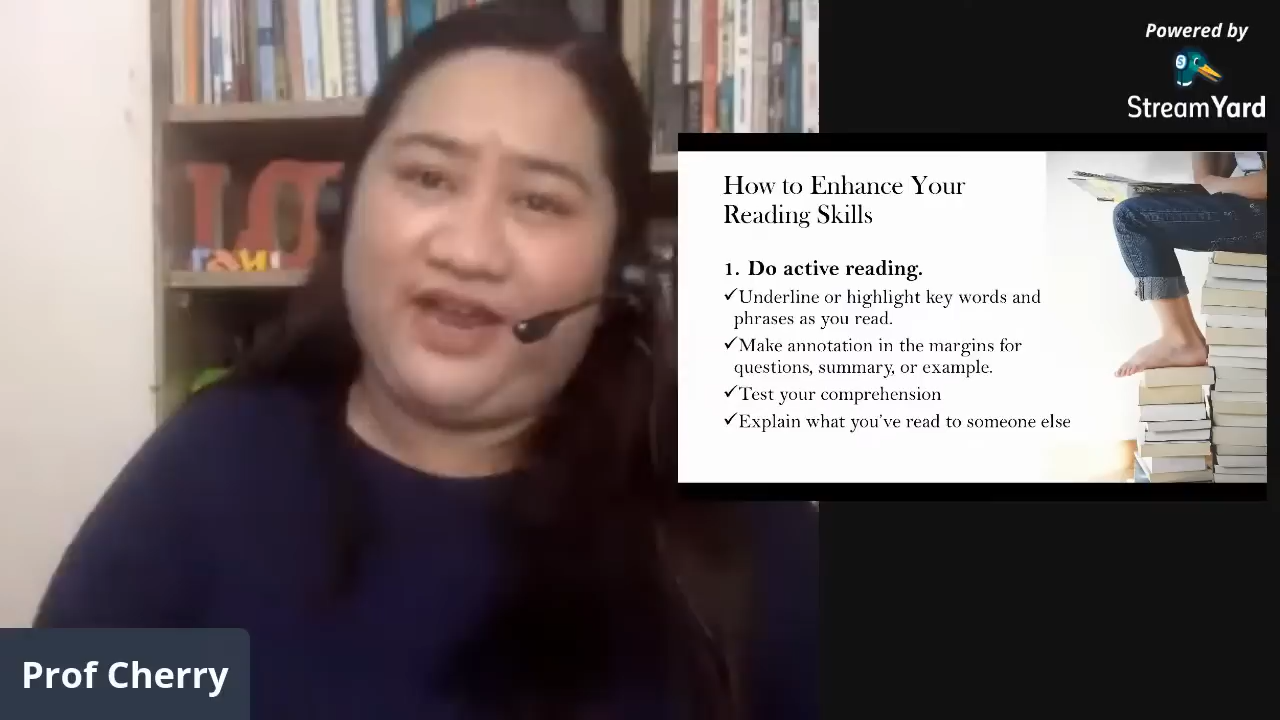 Powered by
StreamYard
How to Enhance Your
Reading Skills
1. Do active reading.
✓Underline or highlight key words and
phrases as you read.
✓Make annotation in the margins for
questions, summary, or example.
✓Test your comprehension
✓Explain what you've read to someone else
Prof Cherry